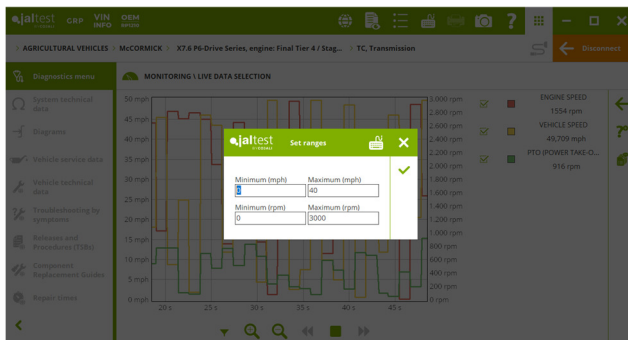 jaltest GRP VIN INFO OEM
AGRICULTURAL VEHICLES McCORMICK X7.6 P6-Drive Series, engine: Final Tier 4 / Stag... TC, Transmission
Disconnect
Diagnostics menu
MONITORING \ LIVE DATA SELECTION
System technical data
Diagrams
Vehicle service data
Vehicle technical data
Troubleshooting by symptoms
Releases and Procedures (TSBs)
Component Replacement Guides
Repair times
50 mph
45 mph
40 mph
35 mph
30 mph
25 mph
20 mph
15 mph
10 mph
5 mph
0 mph
20 s 25 s 30 s 35 s 40 s 45 s
3.000 rpm
2.800 rpm
2.600 rpm
2.400 rpm
2.200 rpm
2.000 rpm
1.800 rpm
1.600 rpm
1.400 rpm
1.200 rpm
1.000 rpm
800 rpm
600 rpm
400 rpm
200 rpm
0 rpm
ENGINE SPEED
1554 rpm
VEHICLE SPEED
49,709 mph
PTO (POWER TAKE-O...
916 rpm
jaltest Set ranges
Minimum (mph) Maximum (mph)
0 40
Minimum (rpm) Maximum (rpm)
0 3000